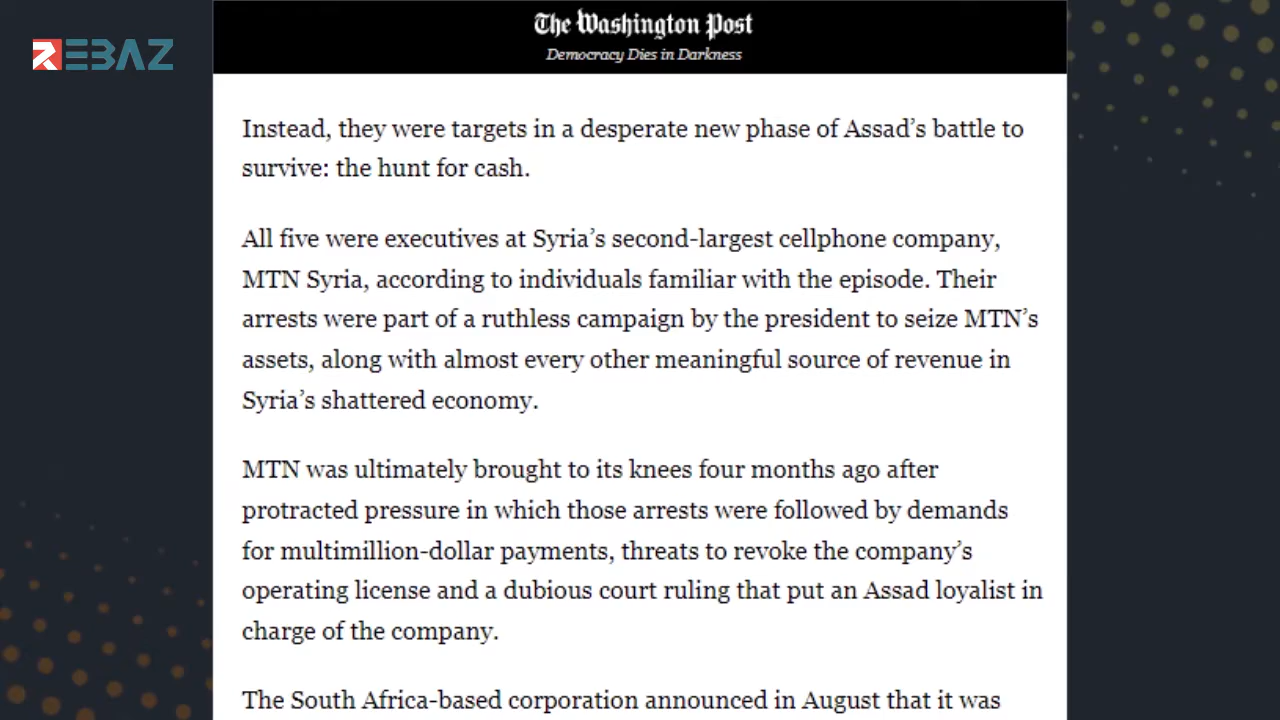 The Washington Post
Democracy Dies in Darkness
REBAZ
Instead, they were targets in a desperate new phase of Assad’s battle to
survive: the hunt for cash.
All five were executives at Syria’s second-largest cellphone company,
MTN Syria, according to individuals familiar with the episode. Their
arrests were part of a ruthless campaign by the president to seize MTN’s
assets, along with almost every other meaningful source of revenue in
Syria’s shattered economy.
MTN was ultimately brought to its knees four months ago after
protracted pressure in which those arrests were followed by demands
for multimillion-dollar payments, threats to revoke the company’s
operating license and a dubious court ruling that put an Assad loyalist in
charge of the company.
The South Africa-based corporation announced in August that it was